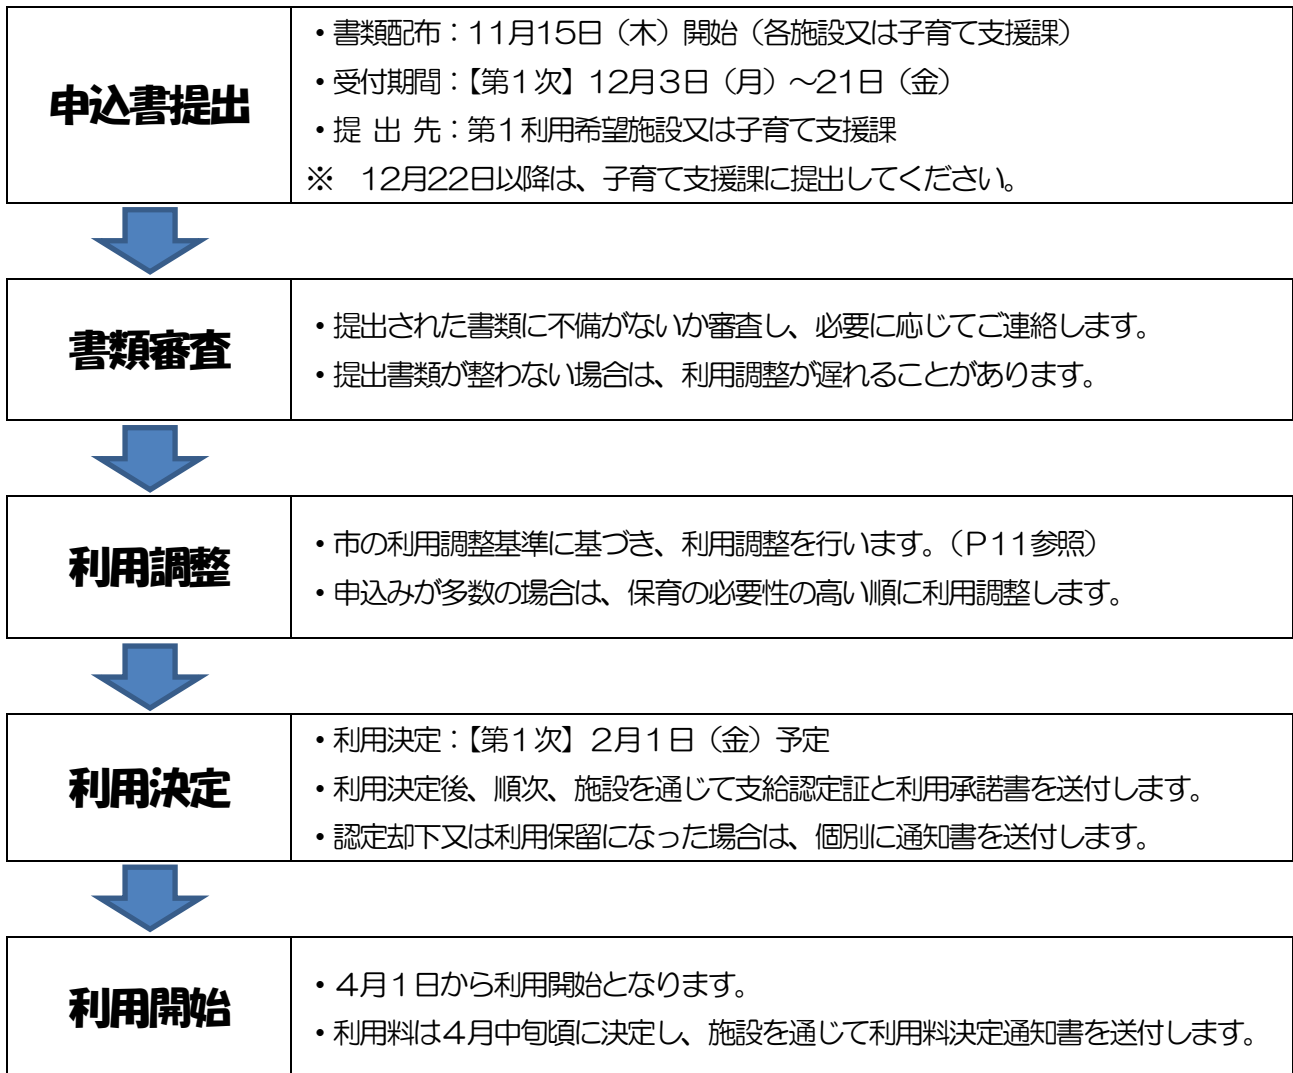 申込書提出
・書類配布：11月15日（木）開始（各施設又は子育て支援課）
・受付期間：【第1次】12月3日（月）～21日（金）
・提 出 先：第1利用希望施設又は子育て支援課
※　12月22日以降は、子育て支援課に提出してください。
書類審査
・提出された書類に不備がないか審査し、必要に応じてご連絡します。
・提出書類が整わない場合は、利用調整が遅れることがあります。
利用調整
・市の利用調整基準に基づき、利用調整を行います。（P11参照）
・申込みが多数の場合は、保育の必要性の高い順に利用調整します。
利用決定
・利用決定：【第1次】2月1日（金）予定
・利用決定後、順次、施設を通じて支給認定証と利用承諾書を送付します。
・認定却下又は利用保留になった場合は、個別に通知書を送付します。
利用開始
・4月1日から利用開始となります。
・利用料は4月中旬頃に決定し、施設を通じて利用料決定通知書を送付します。